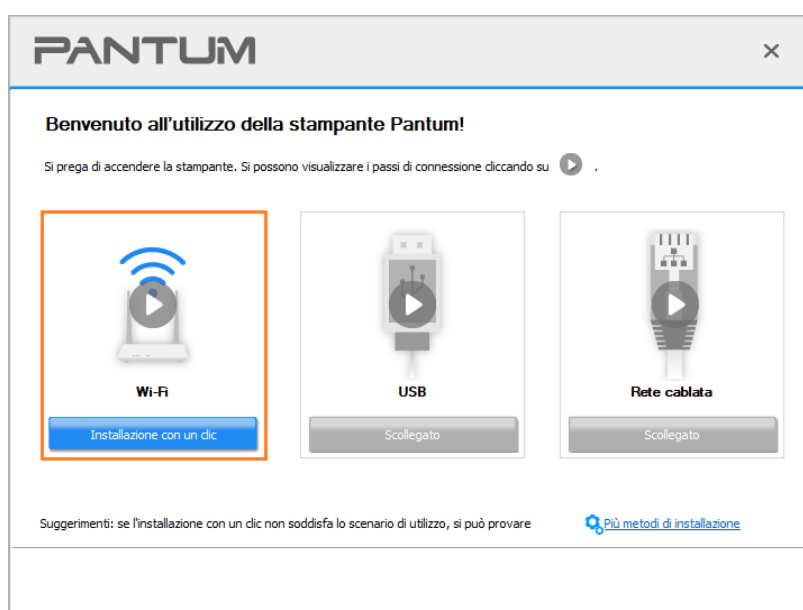 PANTUM
Benvenuto all'utilizzo della stampante Pantum!
Si prega di accendere la stampante. Si possono visualizzare i passi di connessione cliccando su .
Wi-Fi
USB
Rete cablata
Installazione con un clic
Scollegato
Scollegato
Suggerimenti: se l'installazione con un clic non soddisfa lo scenario di utilizzo, si può provare Più metodi di installazione